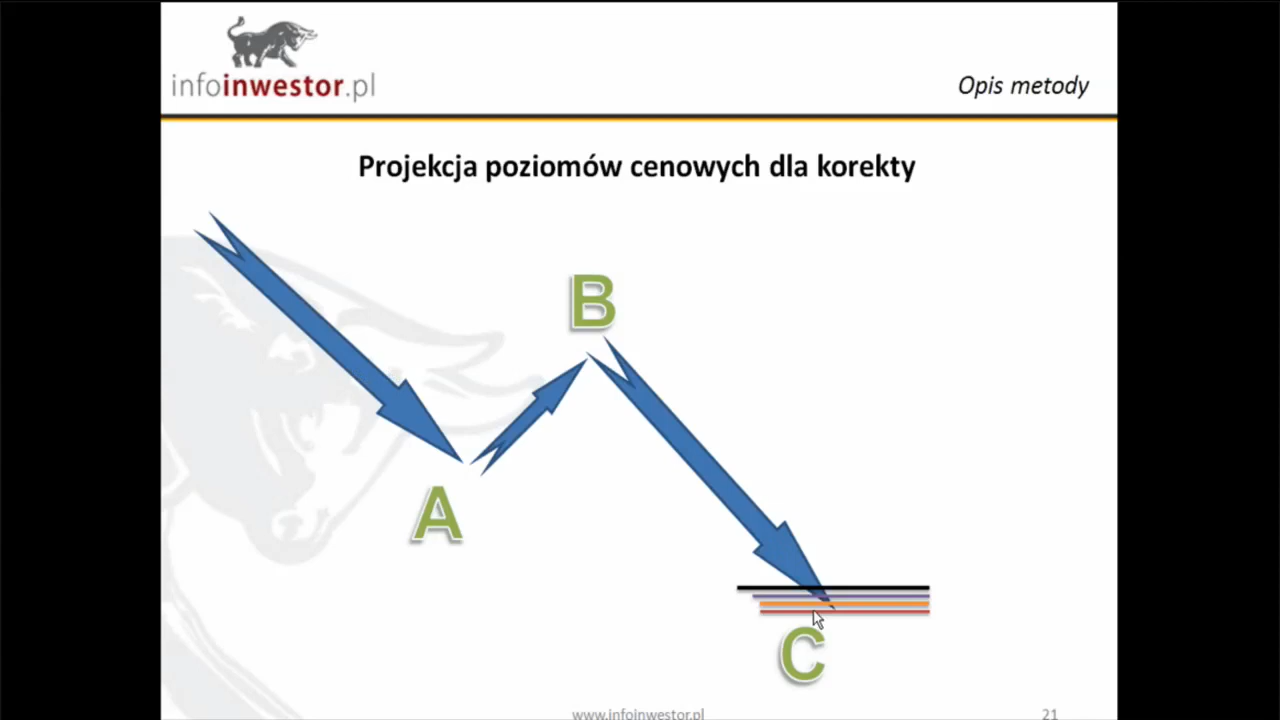 infoinwestor.pl
Opis metody
Projekcja poziomów cenowych dla korekty
B
A
C
www.infoinwestor.pl
21